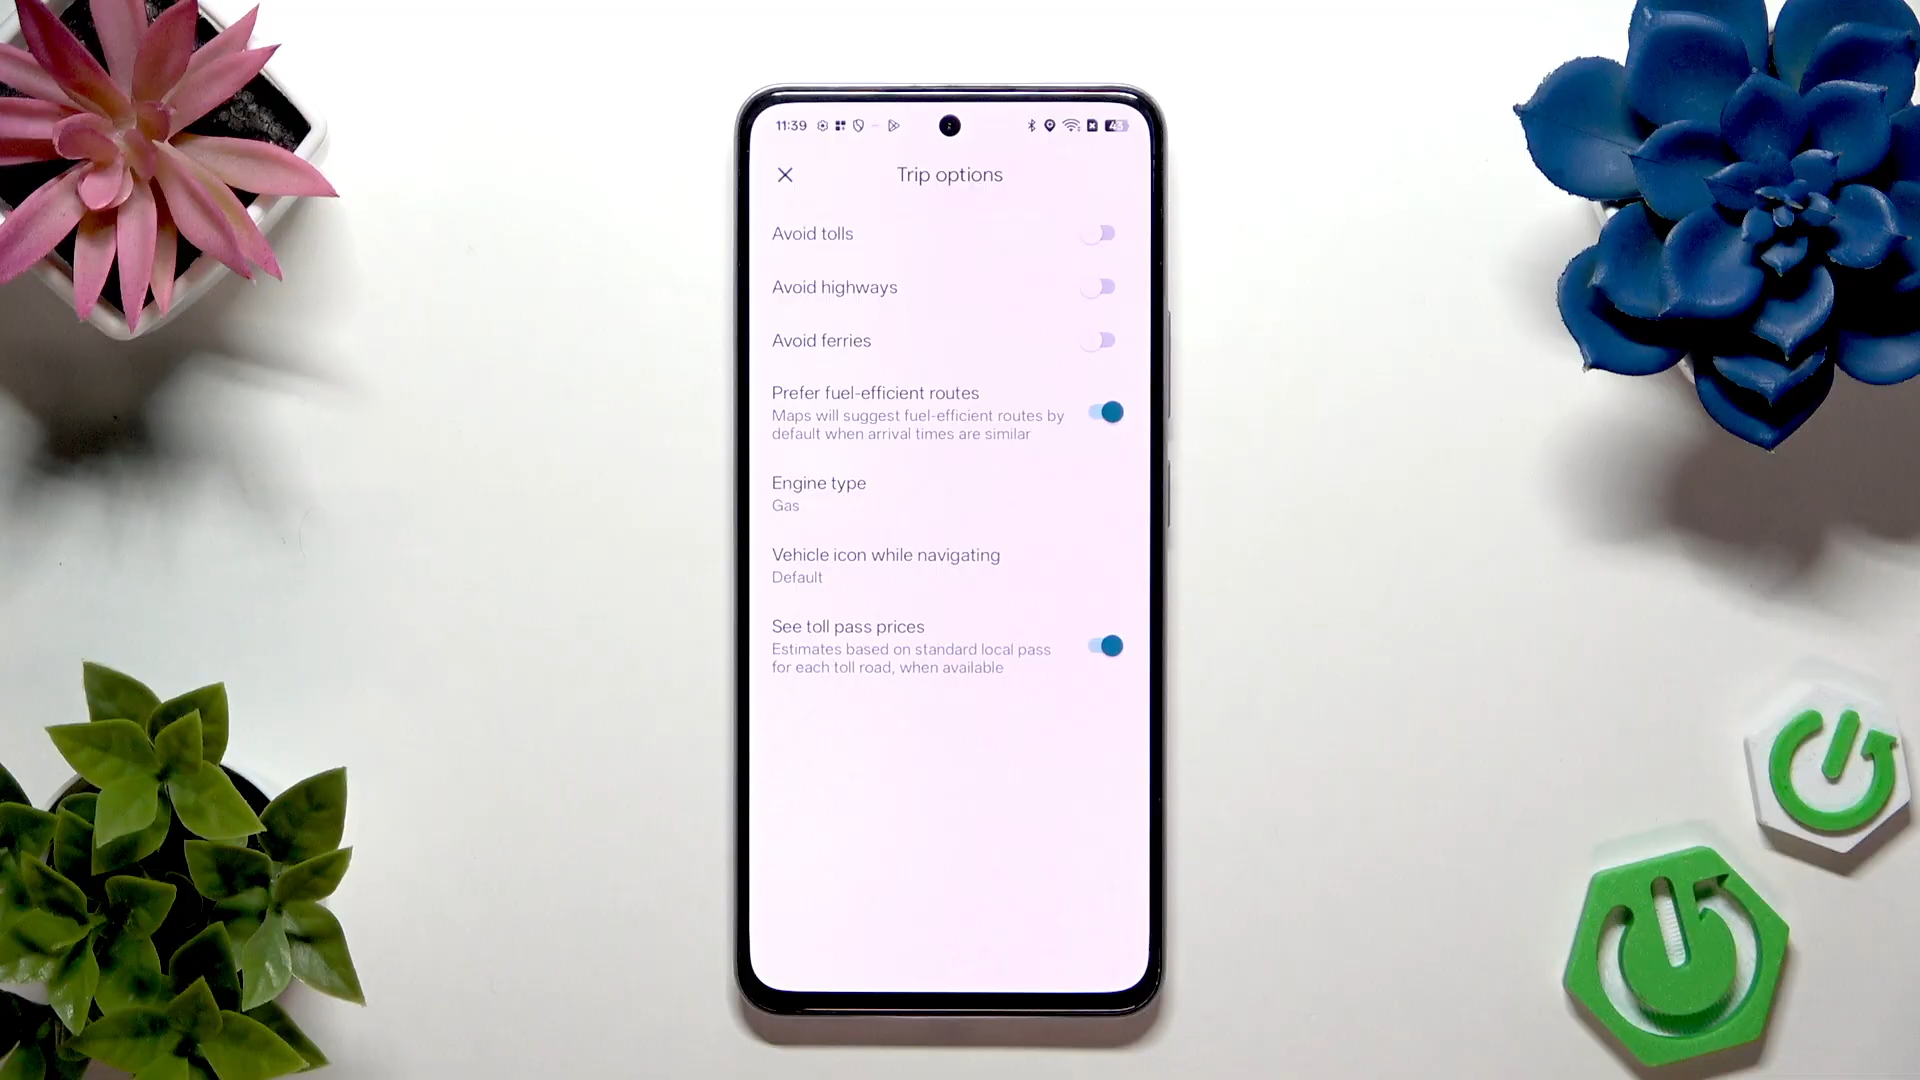 11:39
Trip options
Avoid tolls
Avoid highways
Avoid ferries
Prefer fuel-efficient routes
Maps will suggest fuel-efficient routes by
default when arrival times are similar
Engine type
Gas
Vehicle icon while navigating
Default
See toll pass prices
Estimates based on standard local pass
for each toll road, when available